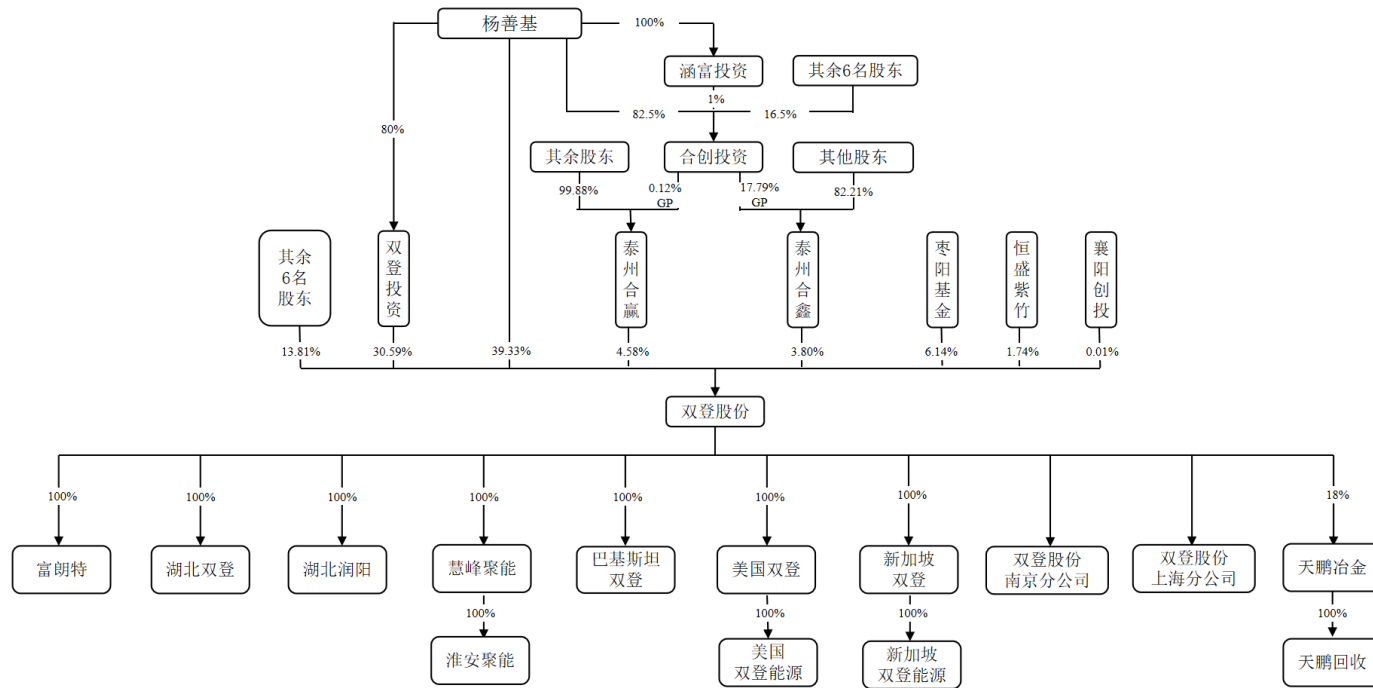 杨善基
100%
涵富投资
其余6名股东
1%
82.5%
16.5%
80%
其余股东
合创投资
其他股东
99.88%
0.12%
GP
17.79%
GP
82.21%
其余
6名
股东
双登投资
泰州合赢
泰州合鑫
枣阳基金
恒盛紫竹
襄阳创投
13.81%
30.59%
39.33%
4.58%
3.80%
6.14%
1.74%
0.01%
双登股份
100%
100%
100%
100%
100%
100%
100%
18%
富朗特
湖北双登
湖北润阳
慧峰聚能
巴基斯坦
双登
美国双登
新加坡
双登
双登股份
南京分公司
双登股份
上海分公司
天鹏冶金
100%
100%
100%
100%
淮安聚能
美国
双登能源
新加坡
双登能源
天鹏回收